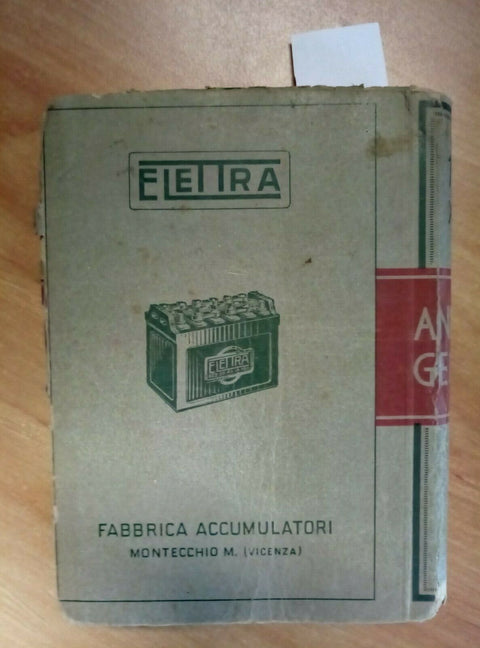 ELETTRA
ELETTRA
FABBRICA ACCUMULATORI
MONTECCHIO M. (VICENZA)
AN
GE